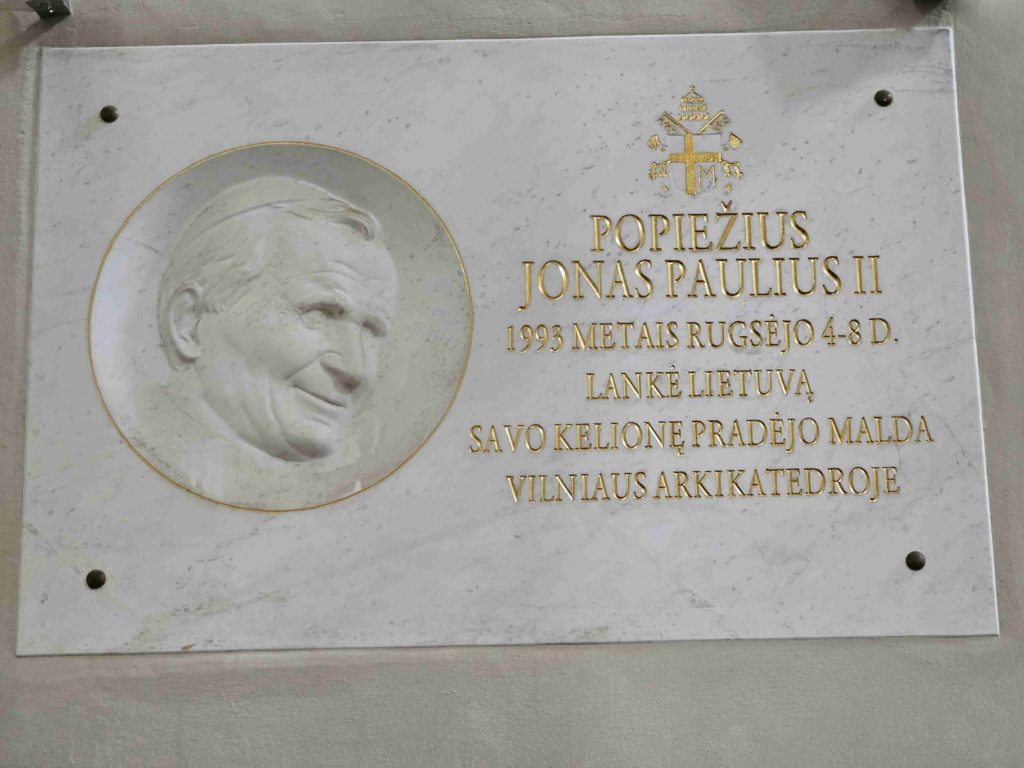 POPIEŽIUS
JONAS PAULIUS II
1993 METAIS RUGSĖJO 4-8 D.
LANKĖ LIETUVĄ
SAVO KELIONĘ PRADĖJO MALDA
VILNIAUS ARKIKATEDROJE